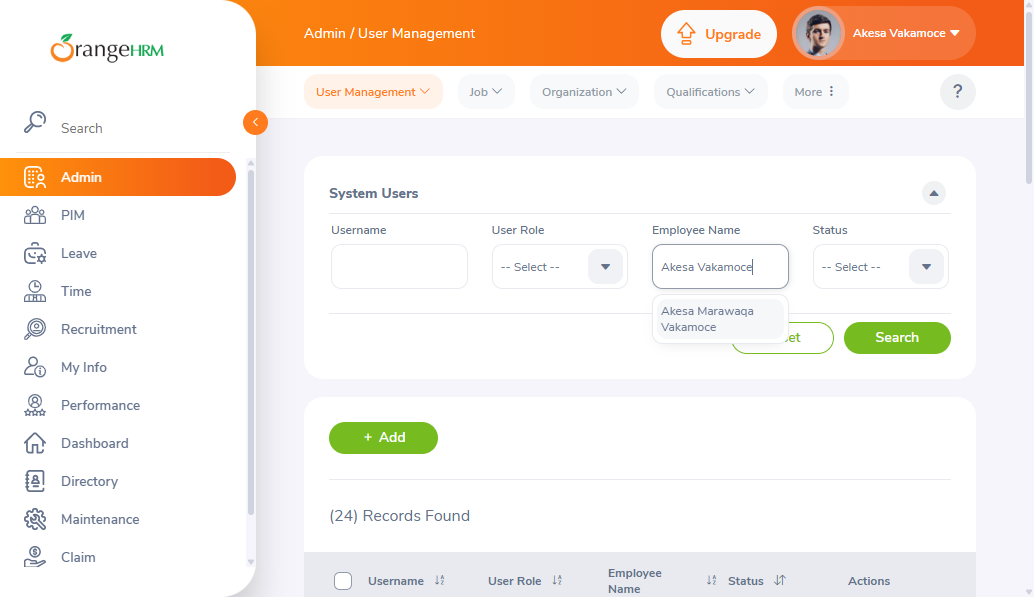 OrangeHRM
Search
Admin
PIM
Leave
Time
Recruitment
My Info
Performance
Dashboard
Directory
Maintenance
Claim
Admin / User Management
Upgrade
Akesa Vakamoce
User Management
Job
Organization
Qualifications
More
?
System Users
Username
User Role
Employee Name
Status
-- Select --
Akesa Vakamoce
-- Select --
Akesa Marawaqa
Vakamoce
Search
+ Add
(24) Records Found
Username
User Role
Employee
Name
Status
Actions